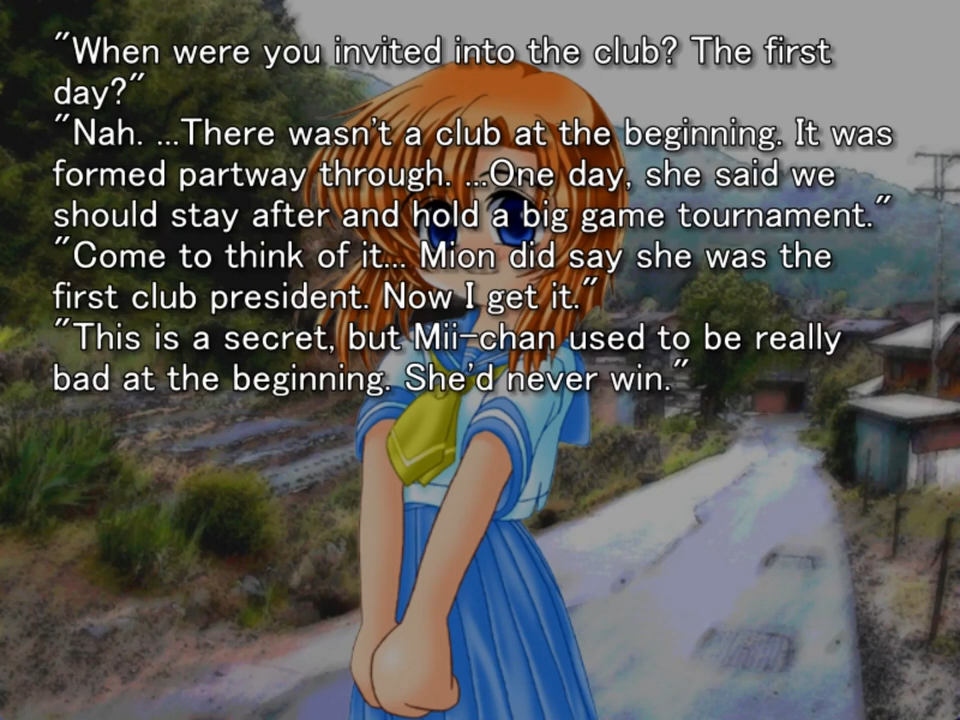 "When were you invited into the club? The first
day?"
"Nah. ...There wasn't a club at the beginning. It was
formed partway through. ...One day, she said we
should stay after and hold a big game tournament."
"Come to think of it... Mion did say she was the
first club president. Now I get it."
"This is a secret, but Mii-chan used to be really
bad at the beginning. She'd never win."